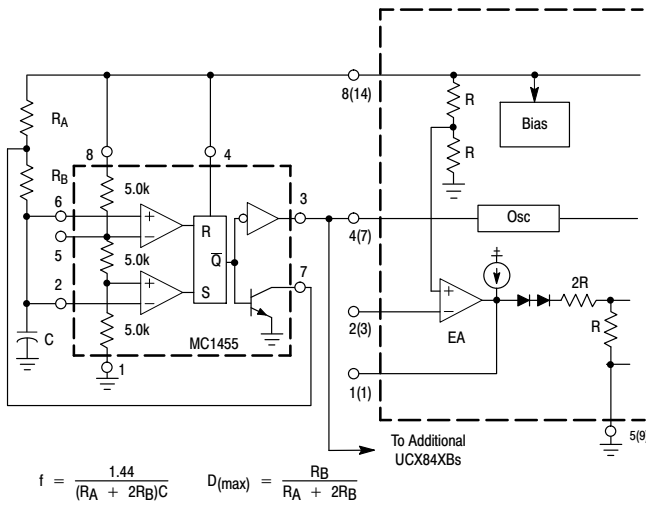 8(14)
R
Bias
R
RA
RB
8
4
6
5.0k
3
5
+
−
R
4(7)
Osc
5.0k
Q
7
2
+
−
S
+
−
2R
5.0k
2(3)
EA
R
C
MC1455
1
1(1)
To Additional
UCX84XBs
5(9)
f = 1.44 / (RA + 2RB)C
D(max) = RB / RA + 2RB